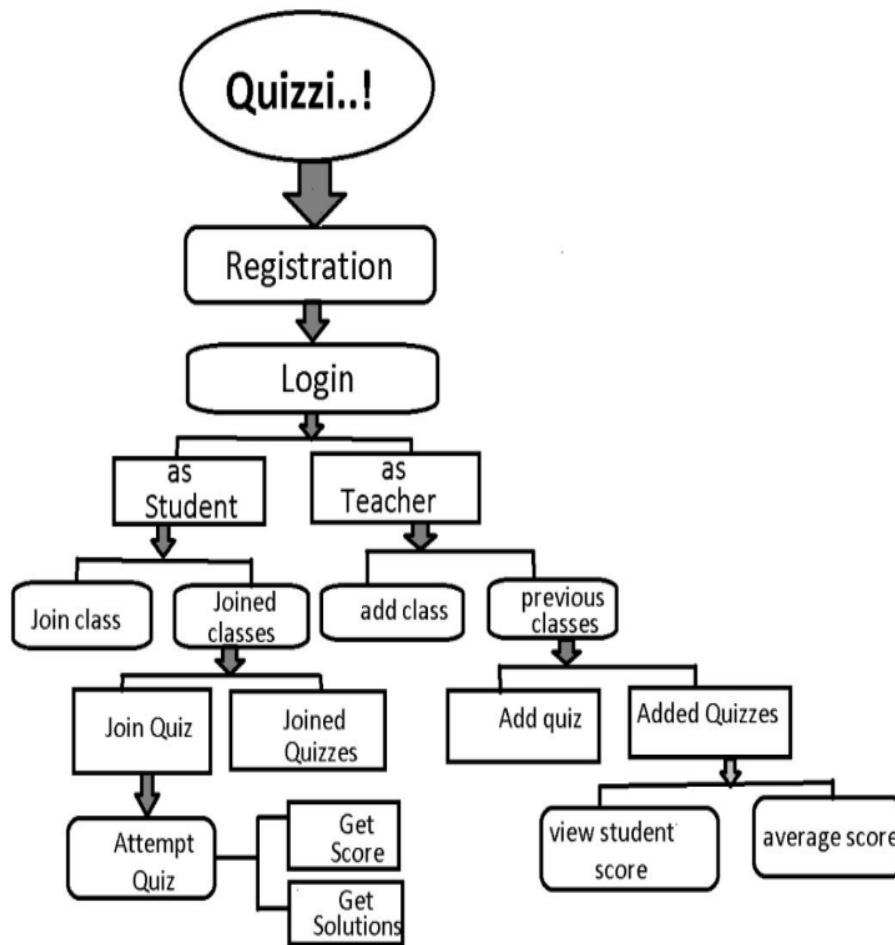 Quizzi..!
Registration
Login
as
Student
as
Teacher
Join class
Joined
classes
add class
previous
classes
Join Quiz
Joined
Quizzes
Add quiz
Added Quizzes
Attempt
Quiz
Get
Score
Get
Solutions
view student
score
average score